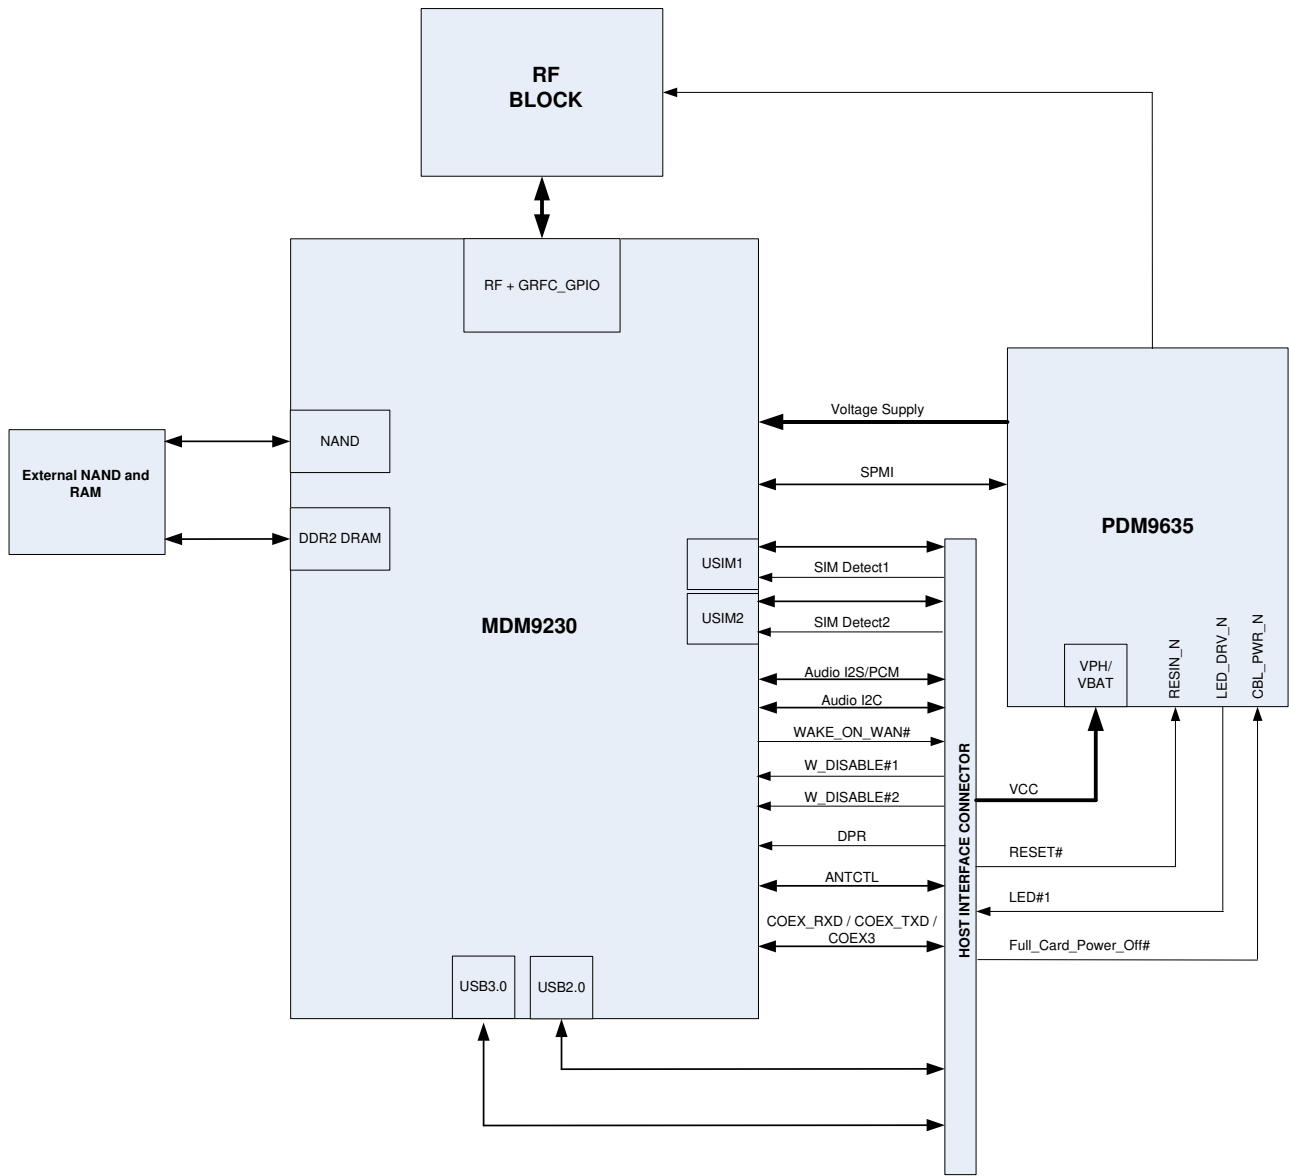 RF
BLOCK
RF + GRFC_GPIO
Voltage Supply
NAND
External NAND and
RAM
SPMI
PDM9635
DDR2 DRAM
USIM1
SIM Detect1
USIM2
SIM Detect2
MDM9230
RESIN_N
LED_DRV_N
CBL_PWR_N
VPH/
VBAT
Audio I2S/PCM
Audio I2C
WAKE_ON_WAN#
W_DISABLE#1
W_DISABLE#2
DPR
ANTCTL
COEX_RXD / COEX_TXD /
COEX3
HOST INTERFACE CONNECTOR
VCC
RESET#
LED#1
Full_Card_Power_Off#
USB3.0
USB2.0